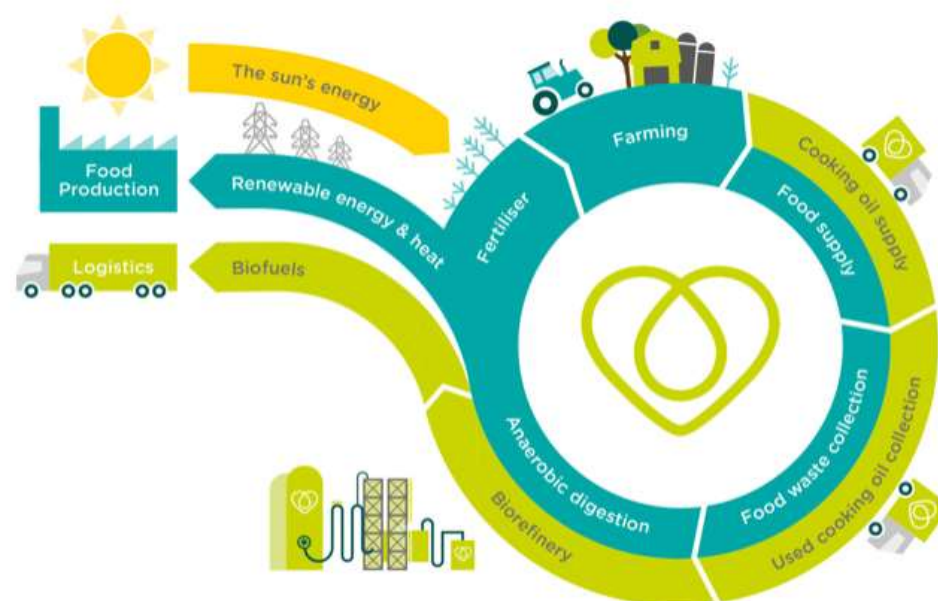 The sun's energy
Food
Production
Renewable energy & heat
Logistics
Biofuels
Fertiliser
Farming
Cooking oil supply
Food supply
Food waste collection
Used cooking oil collection
Anaerobic digestion
Biorefinery